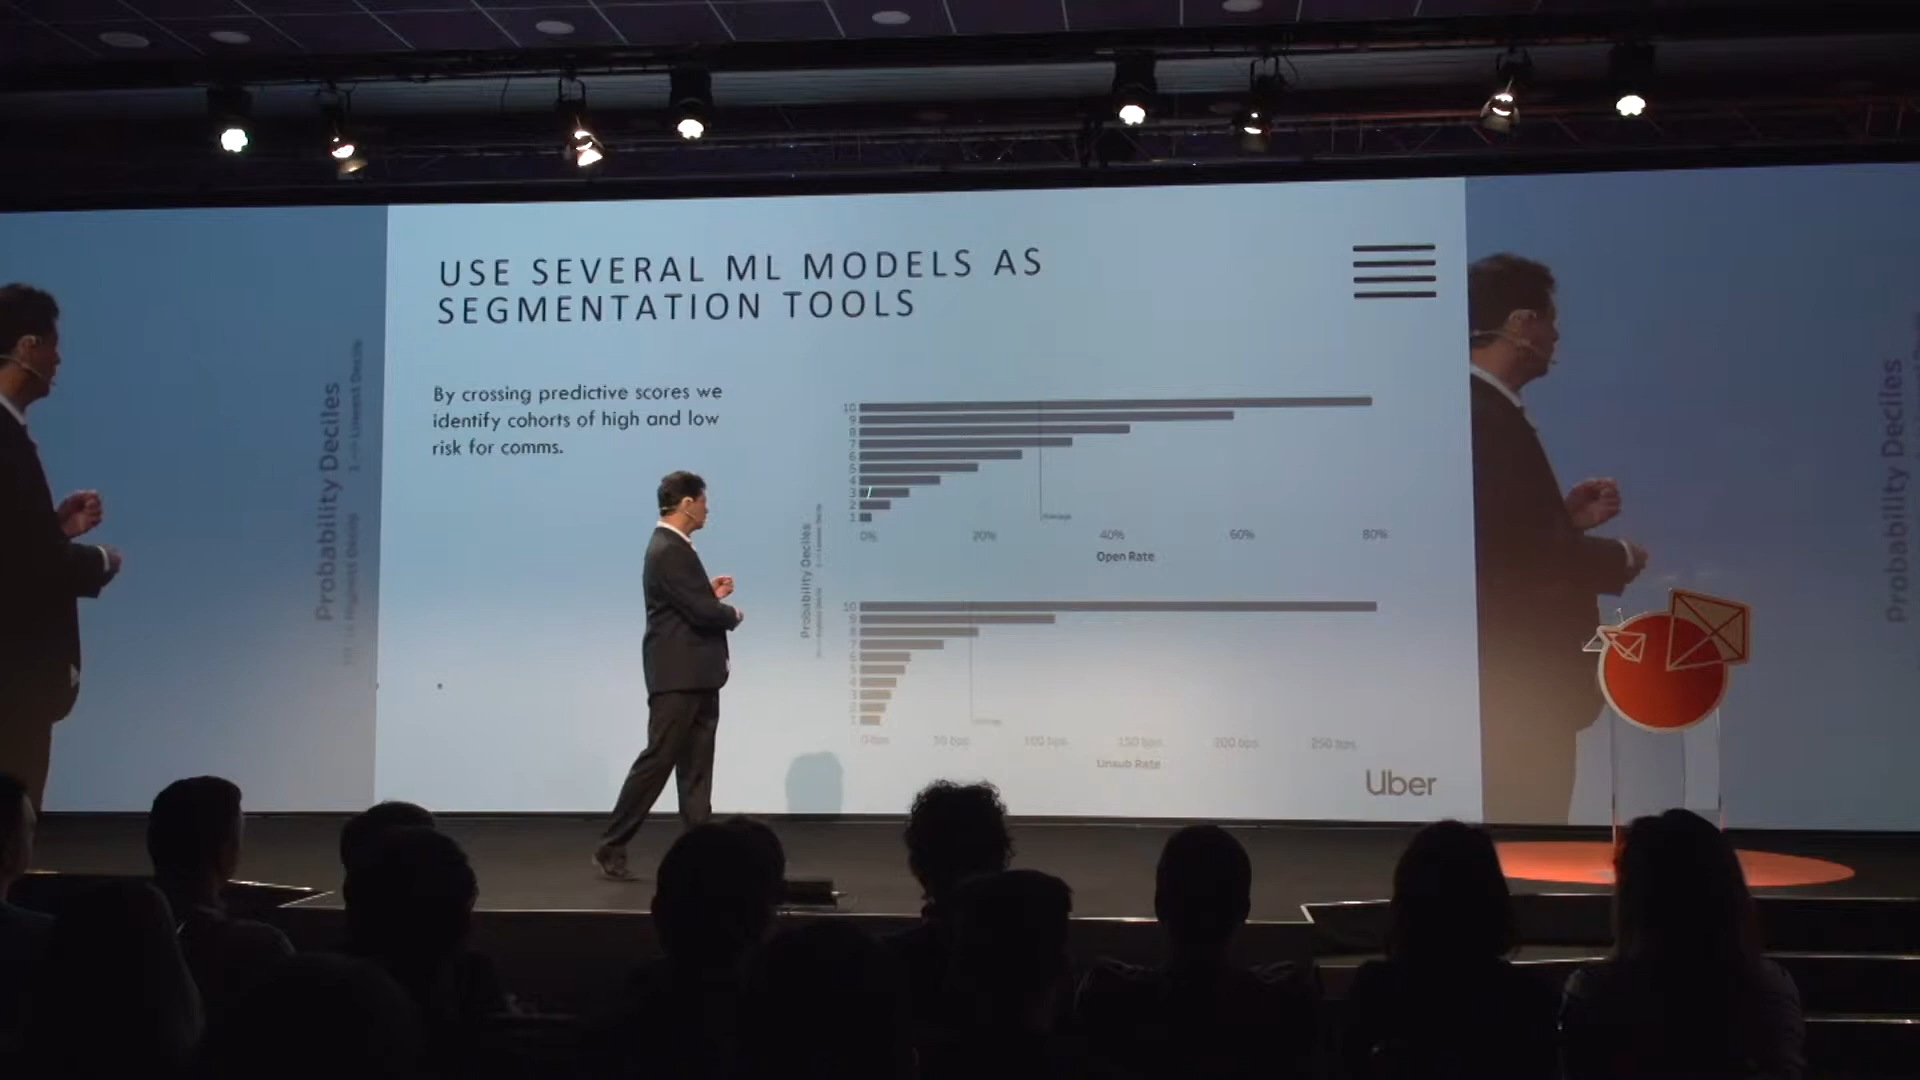 USE SEVERAL ML MODELS AS
SEGMENTATION TOOLS
By crossing predictive scores we
identify cohorts of high and low
risk for comms.
10
9
8
7
6
5
4
3
2
1
Average
0% 20% 40% 60% 80%
Open Rate
Probability Deciles
10
9
8
7
6
5
4
3
2
1
0 bps 50 bps 100 bps 150 bps 200 bps 250 bps
Unsub Rate
Uber
Probability Deciles
1 — Lowest Decile
Probability Deciles